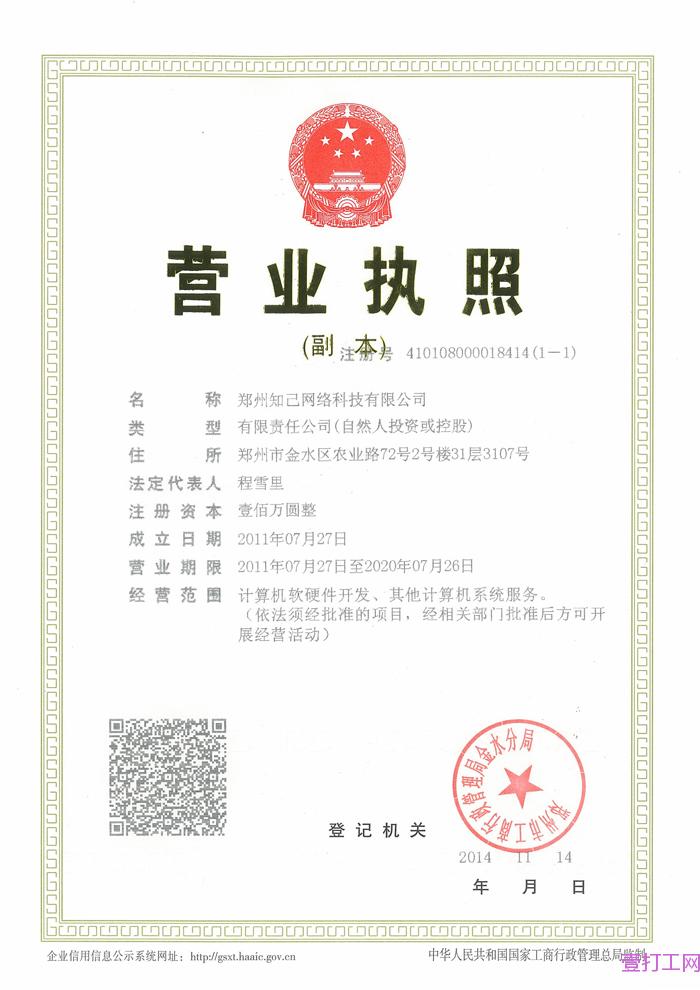 营业执照
(副 本)
注册号 410108000018414(1-1)
名称 郑州知己网络科技有限公司
类型 有限责任公司(自然人投资或控股)
住所 郑州市金水区农业路72号2号楼31层3107号
法定代表人 程雪里
注册资本 壹佰万圆整
成立日期 2011年07月27日
营业期限 2011年07月27日至2020年07月26日
经营范围 计算机软硬件开发、其他计算机系统服务。
(依法须经批准的项目,经相关部门批准后方可开
展经营活动)
郑州市工商行政管理局金水分局
登记机关
2014 11 14
年 月 日
企业信用信息公示系统网址:http://gsxt.haaic.gov.cn
中华人民共和国国家工商行政管理总局监制
壹打工网